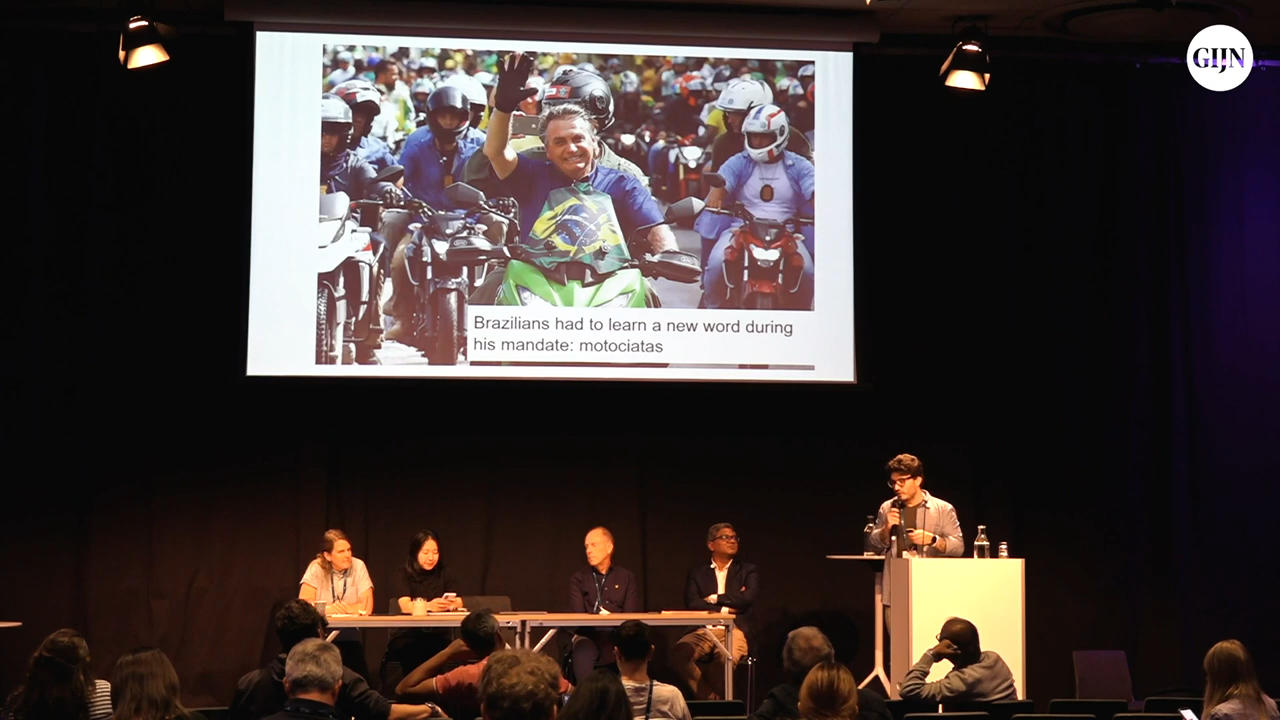 GIJN
Brazilians had to learn a new word during
his mandate: motociatas